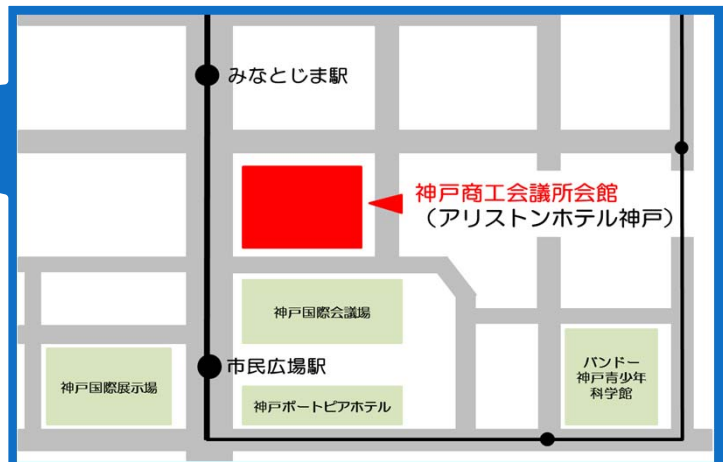 みなとじま駅
神戸商工会議所会館
（アリストンホテル神戸）
神戸国際会議場
市民広場駅
バンドー
神戸青少年
科学館
神戸国際展示場
神戸ポートピアホテル